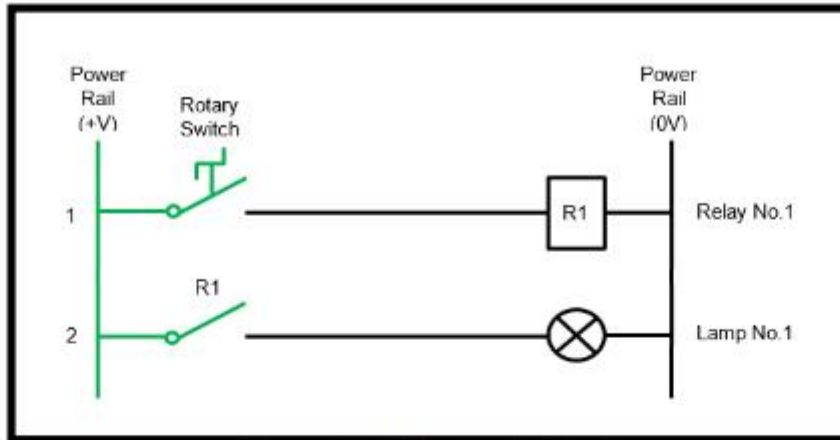 Power
Rail
(+V)
Rotary
Switch
Power
Rail
(0V)
1
R1
Relay No.1
R1
2
Lamp No.1